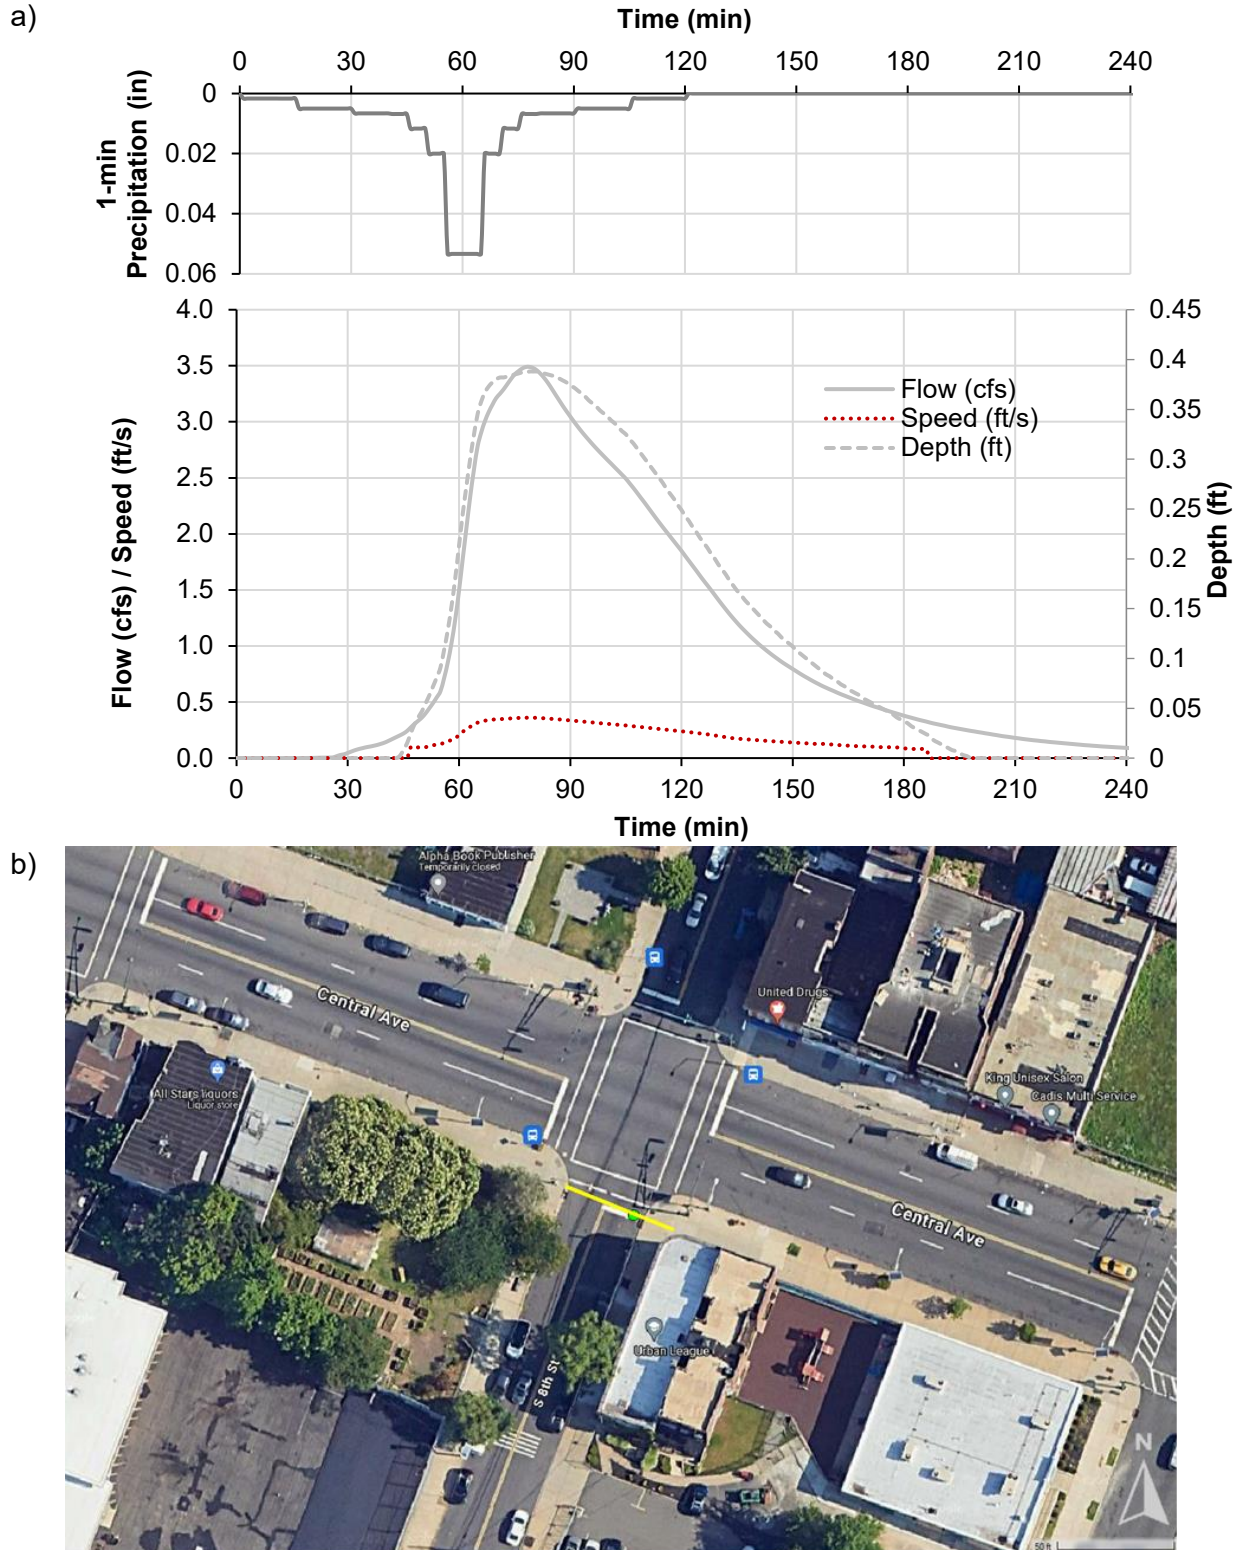 a)
Time (min)
0 30 60 90 120 150 180 210 240
1-min
Precipitation (in)
0
0.02
0.04
0.06
4.0
3.5
3.0
2.5
2.0
1.5
1.0
0.5
0.0
Flow (cfs) / Speed (ft/s)
Flow (cfs)
Speed (ft/s)
Depth (ft)
0.45
0.4
0.35
0.3
0.25
0.2
0.15
0.1
0.05
0
Depth (ft)
0 30 60 90 120 150 180 210 240
Time (min)
b)
Alpha Book Publisher
Temporarily closed
Central Ave
United Drugs
All Stars liquors
Liquor store
King Unisex Salon
Cadis Multi Service
Central Ave
Urban League
S 8th St
N
50 ft